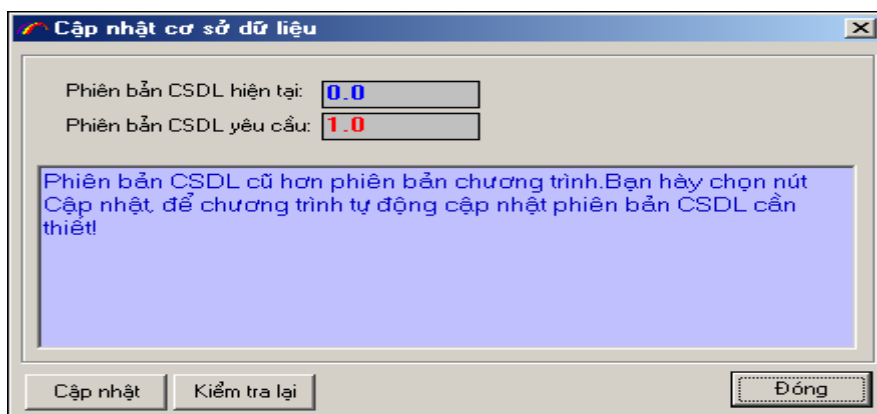 Cập nhật cơ sở dữ liệu
Phiên bản CSDL hiện tại: 0.0
Phiên bản CSDL yêu cầu: 1.0
Phiên bản CSDL cũ hơn phiên bản chương trình.Bạn hày chọn nút
Cập nhật, để chương trình tự động cập nhật phiên bản CSDL cần
thiết!
Cập nhật Kiểm tra lại Đóng